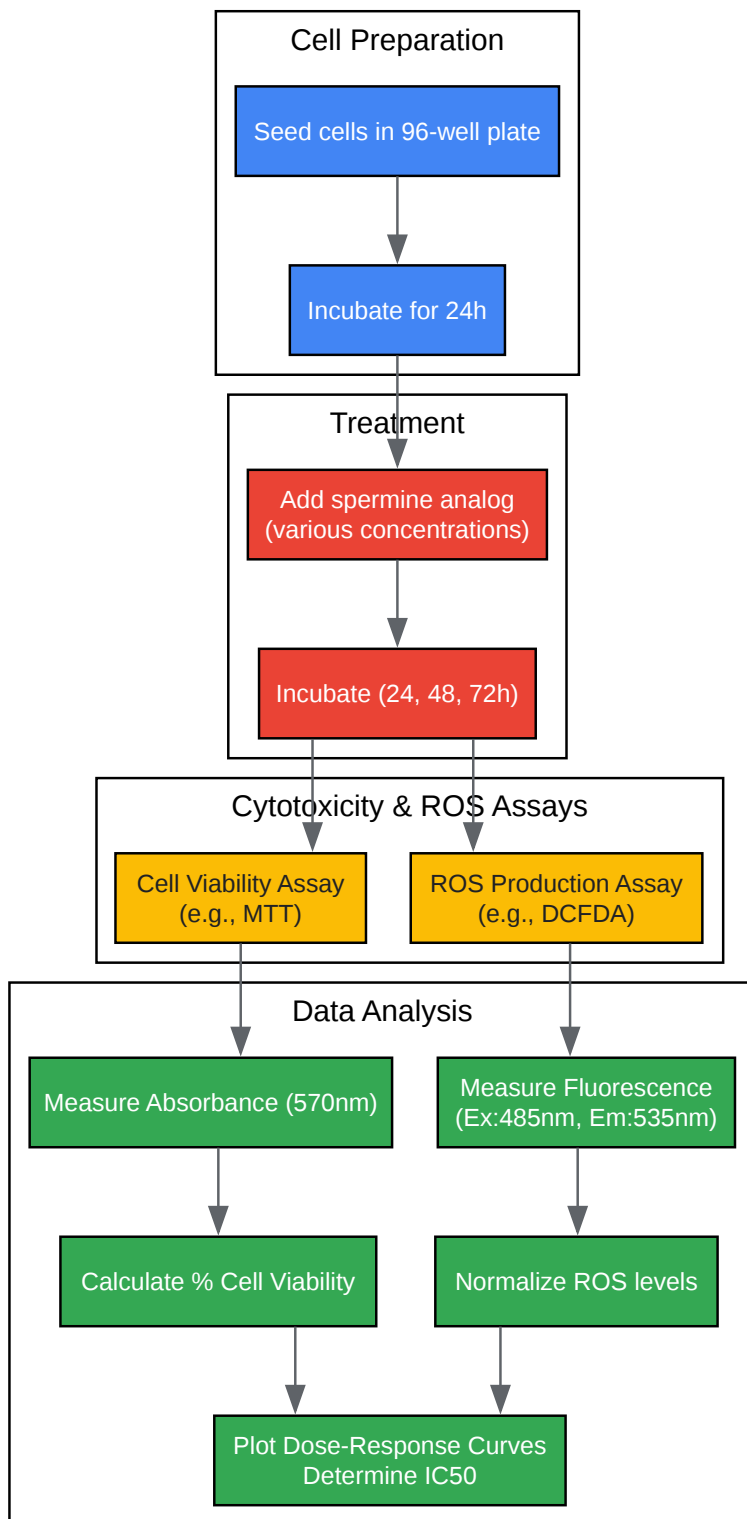 Cell Preparation
Seed cells in 96-well plate
Incubate for 24h
Treatment
Add spermine analog
(various concentrations)
Incubate (24, 48, 72h)
Cytotoxicity & ROS Assays
Cell Viability Assay
(e.g., MTT)
ROS Production Assay
(e.g., DCFDA)
Data Analysis
Measure Absorbance (570nm)
Measure Fluorescence
(Ex:485nm, Em:535nm)
Calculate % Cell Viability
Normalize ROS levels
Plot Dose-Response Curves
Determine IC50